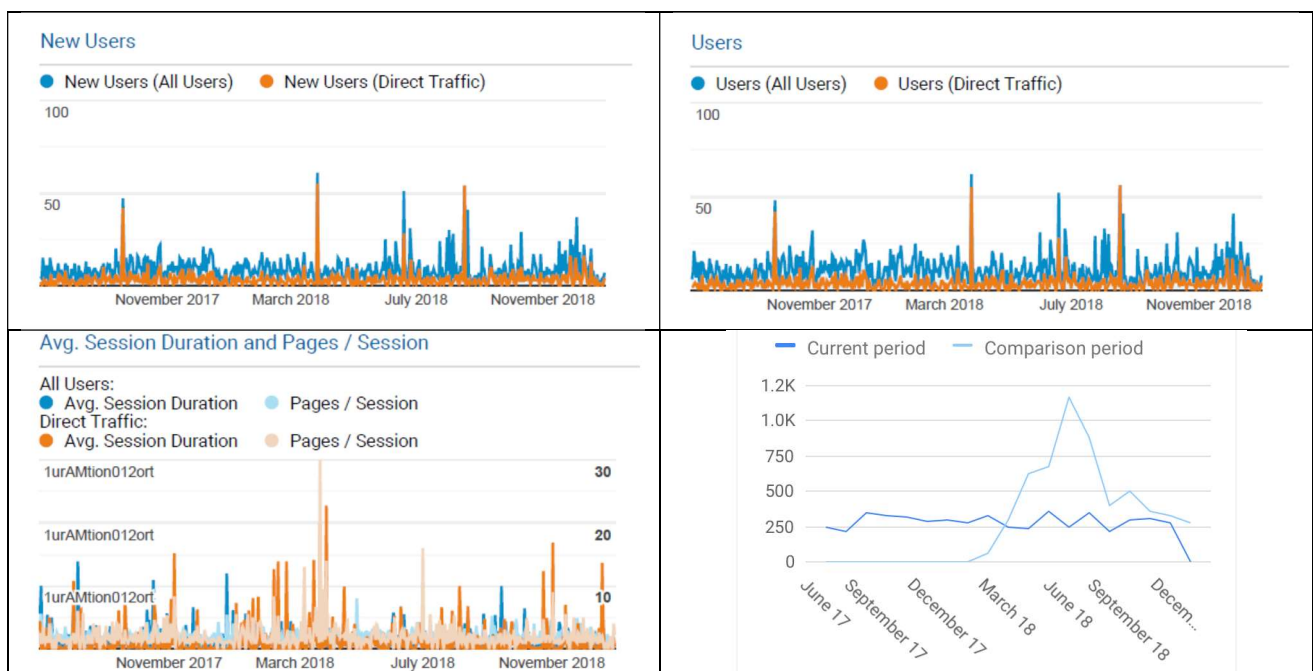 New Users
New Users (All Users) New Users (Direct Traffic)
100
50
November 2017 March 2018 July 2018 November 2018
Users
Users (All Users) Users (Direct Traffic)
100
50
November 2017 March 2018 July 2018 November 2018
Avg. Session Duration and Pages / Session
All Users:
Avg. Session Duration Pages / Session
Direct Traffic:
Avg. Session Duration Pages / Session
1urAMtion012ort 30
1urAMtion012ort 20
1urAMtion012ort 10
November 2017 March 2018 July 2018 November 2018
Current period Comparison period
1.2K
1.0K
750
500
250
0
June 17 September 17 December 17 March 18 June 18 September 18 Decem...